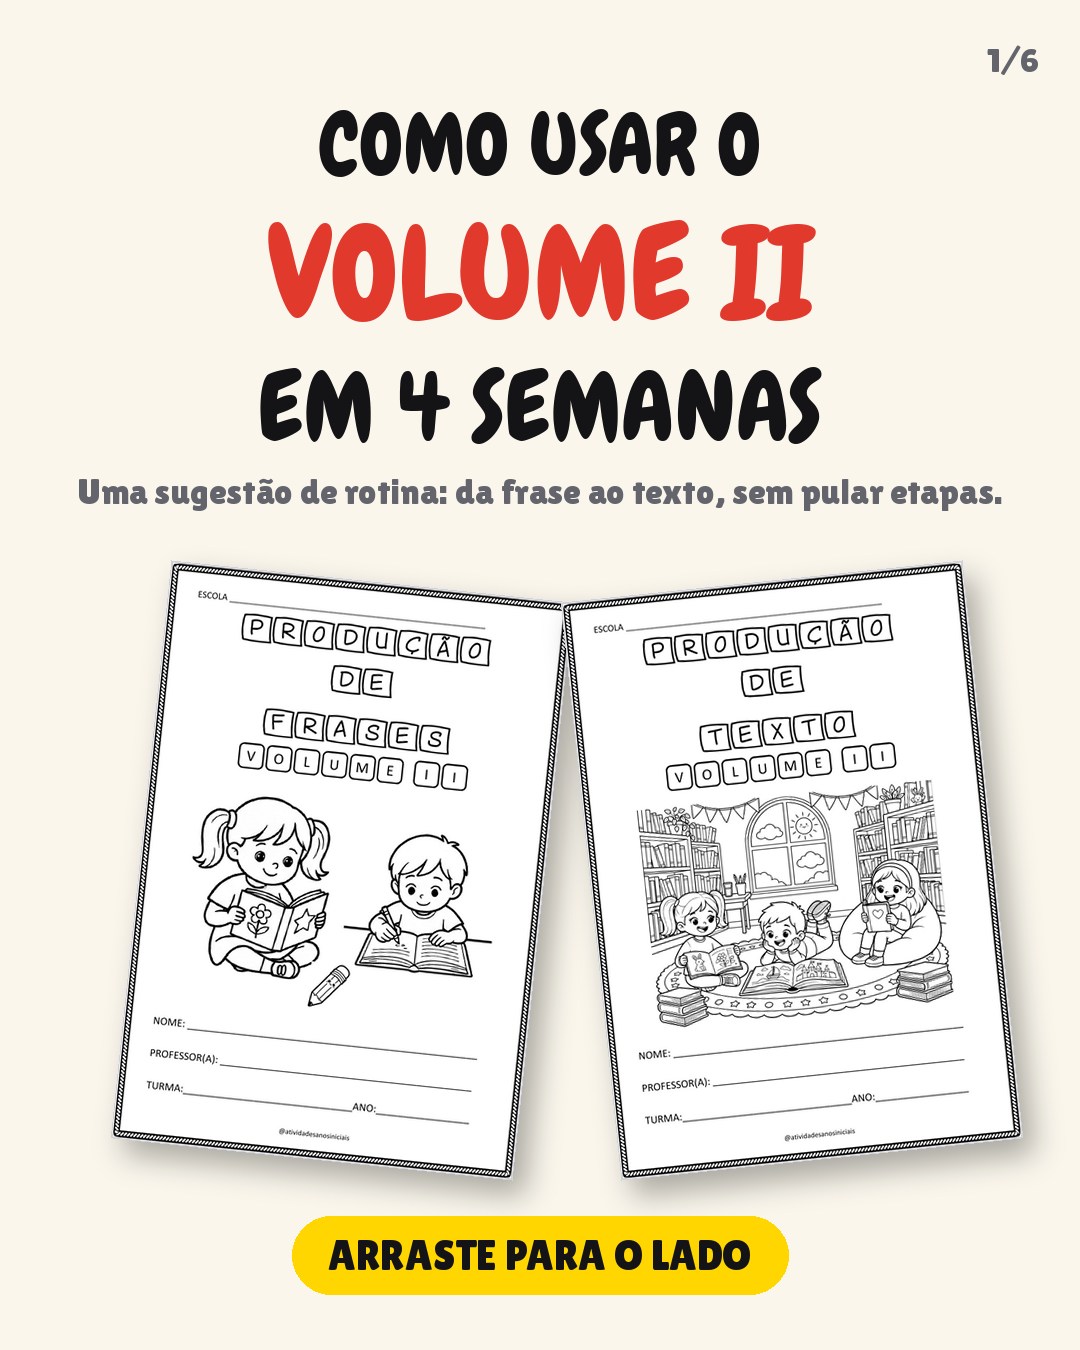 1/6
COMO USAR O
VOLUME II
EM 4 SEMANAS
Uma sugestão de rotina: da frase ao texto, sem pular etapas.
ESCOLA
PRODUÇÃO
DE
FRASES
VOLUME II
NOME:
PROFESSOR(A):
TURMA: ANO:
@atividadesanosiniciais
ESCOLA
PRODUÇÃO
DE
TEXTO
VOLUME II
NOME:
PROFESSOR(A):
TURMA: ANO:
@atividadesanosiniciais
ARRASTE PARA O LADO